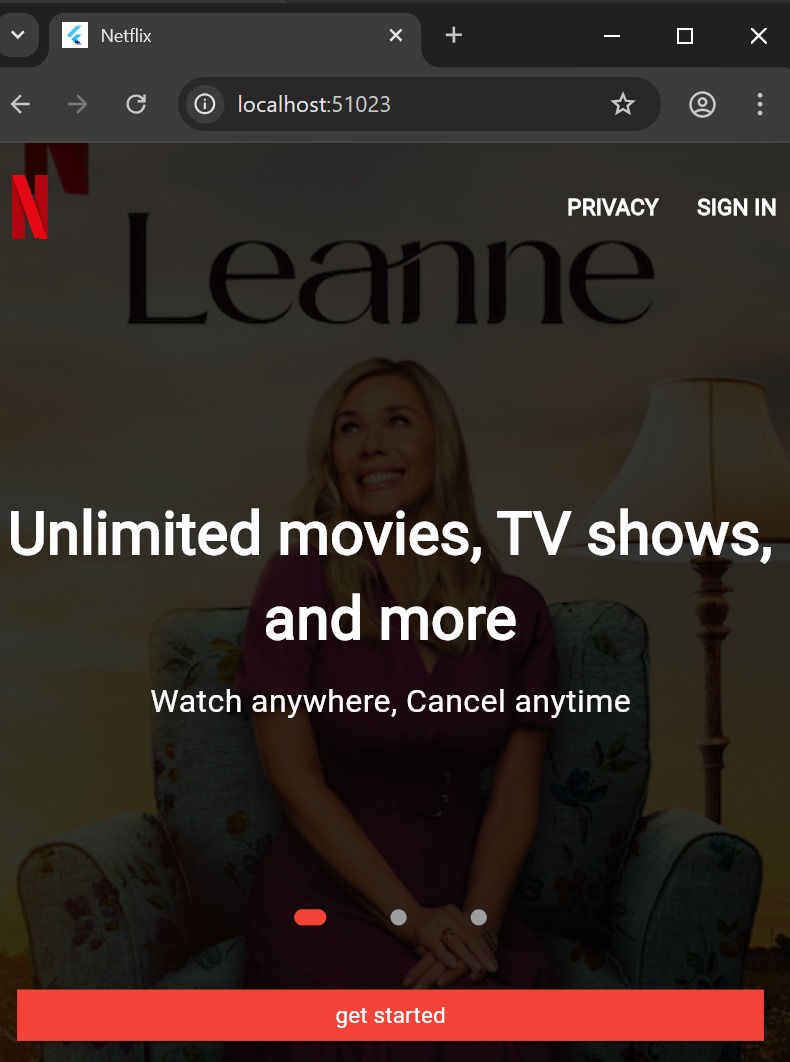 Netflix
localhost:51023
N
N
PRIVACY SIGN IN
Leanne
Unlimited movies, TV shows,
and more
Watch anywhere, Cancel anytime
get started